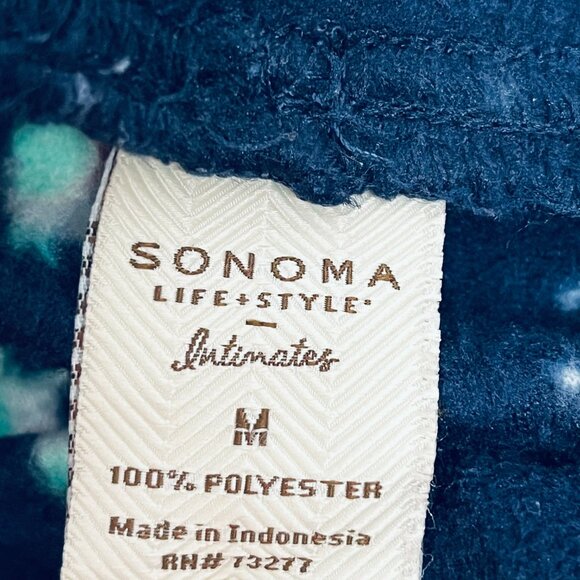 SONOMA
LIFE+STYLE®
Intimates
M
100% POLYESTER
Made in Indonesia
RN# 73277